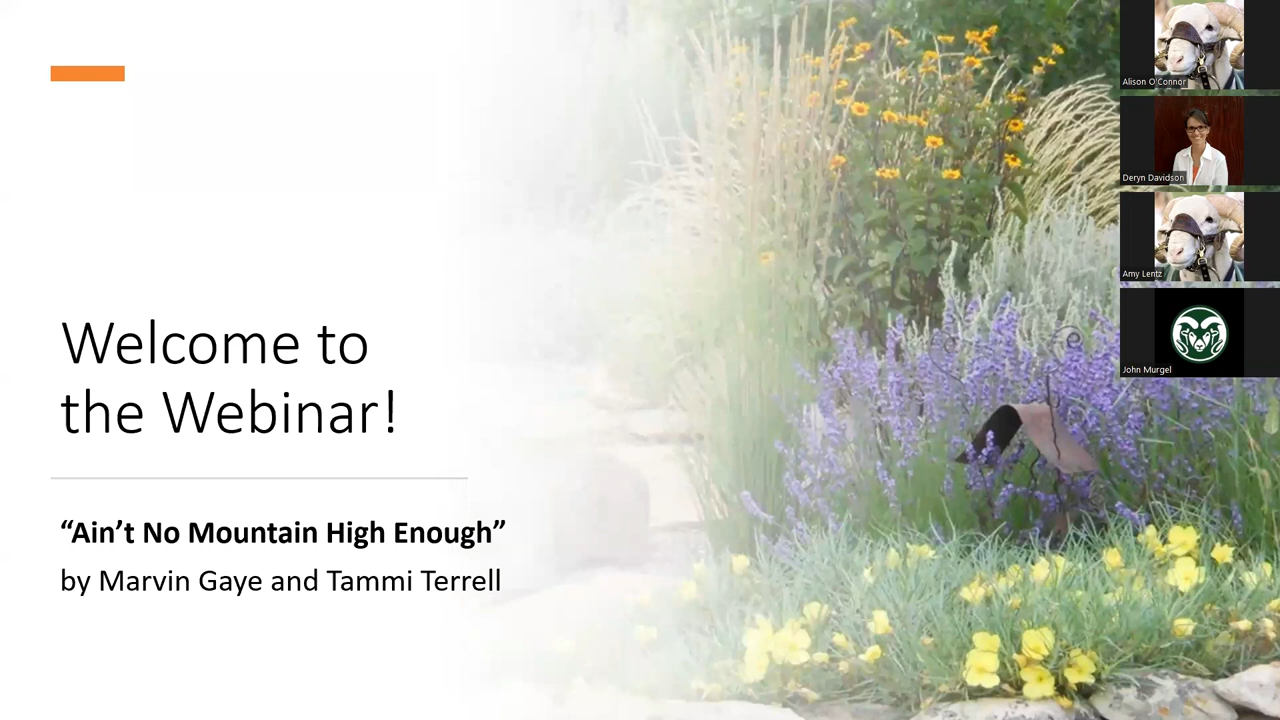 Welcome to
the Webinar!
“Ain’t No Mountain High Enough”
by Marvin Gaye and Tammi Terrell
Alison O'Connor
Deryn Davidson
Amy Lentz
John Murgel